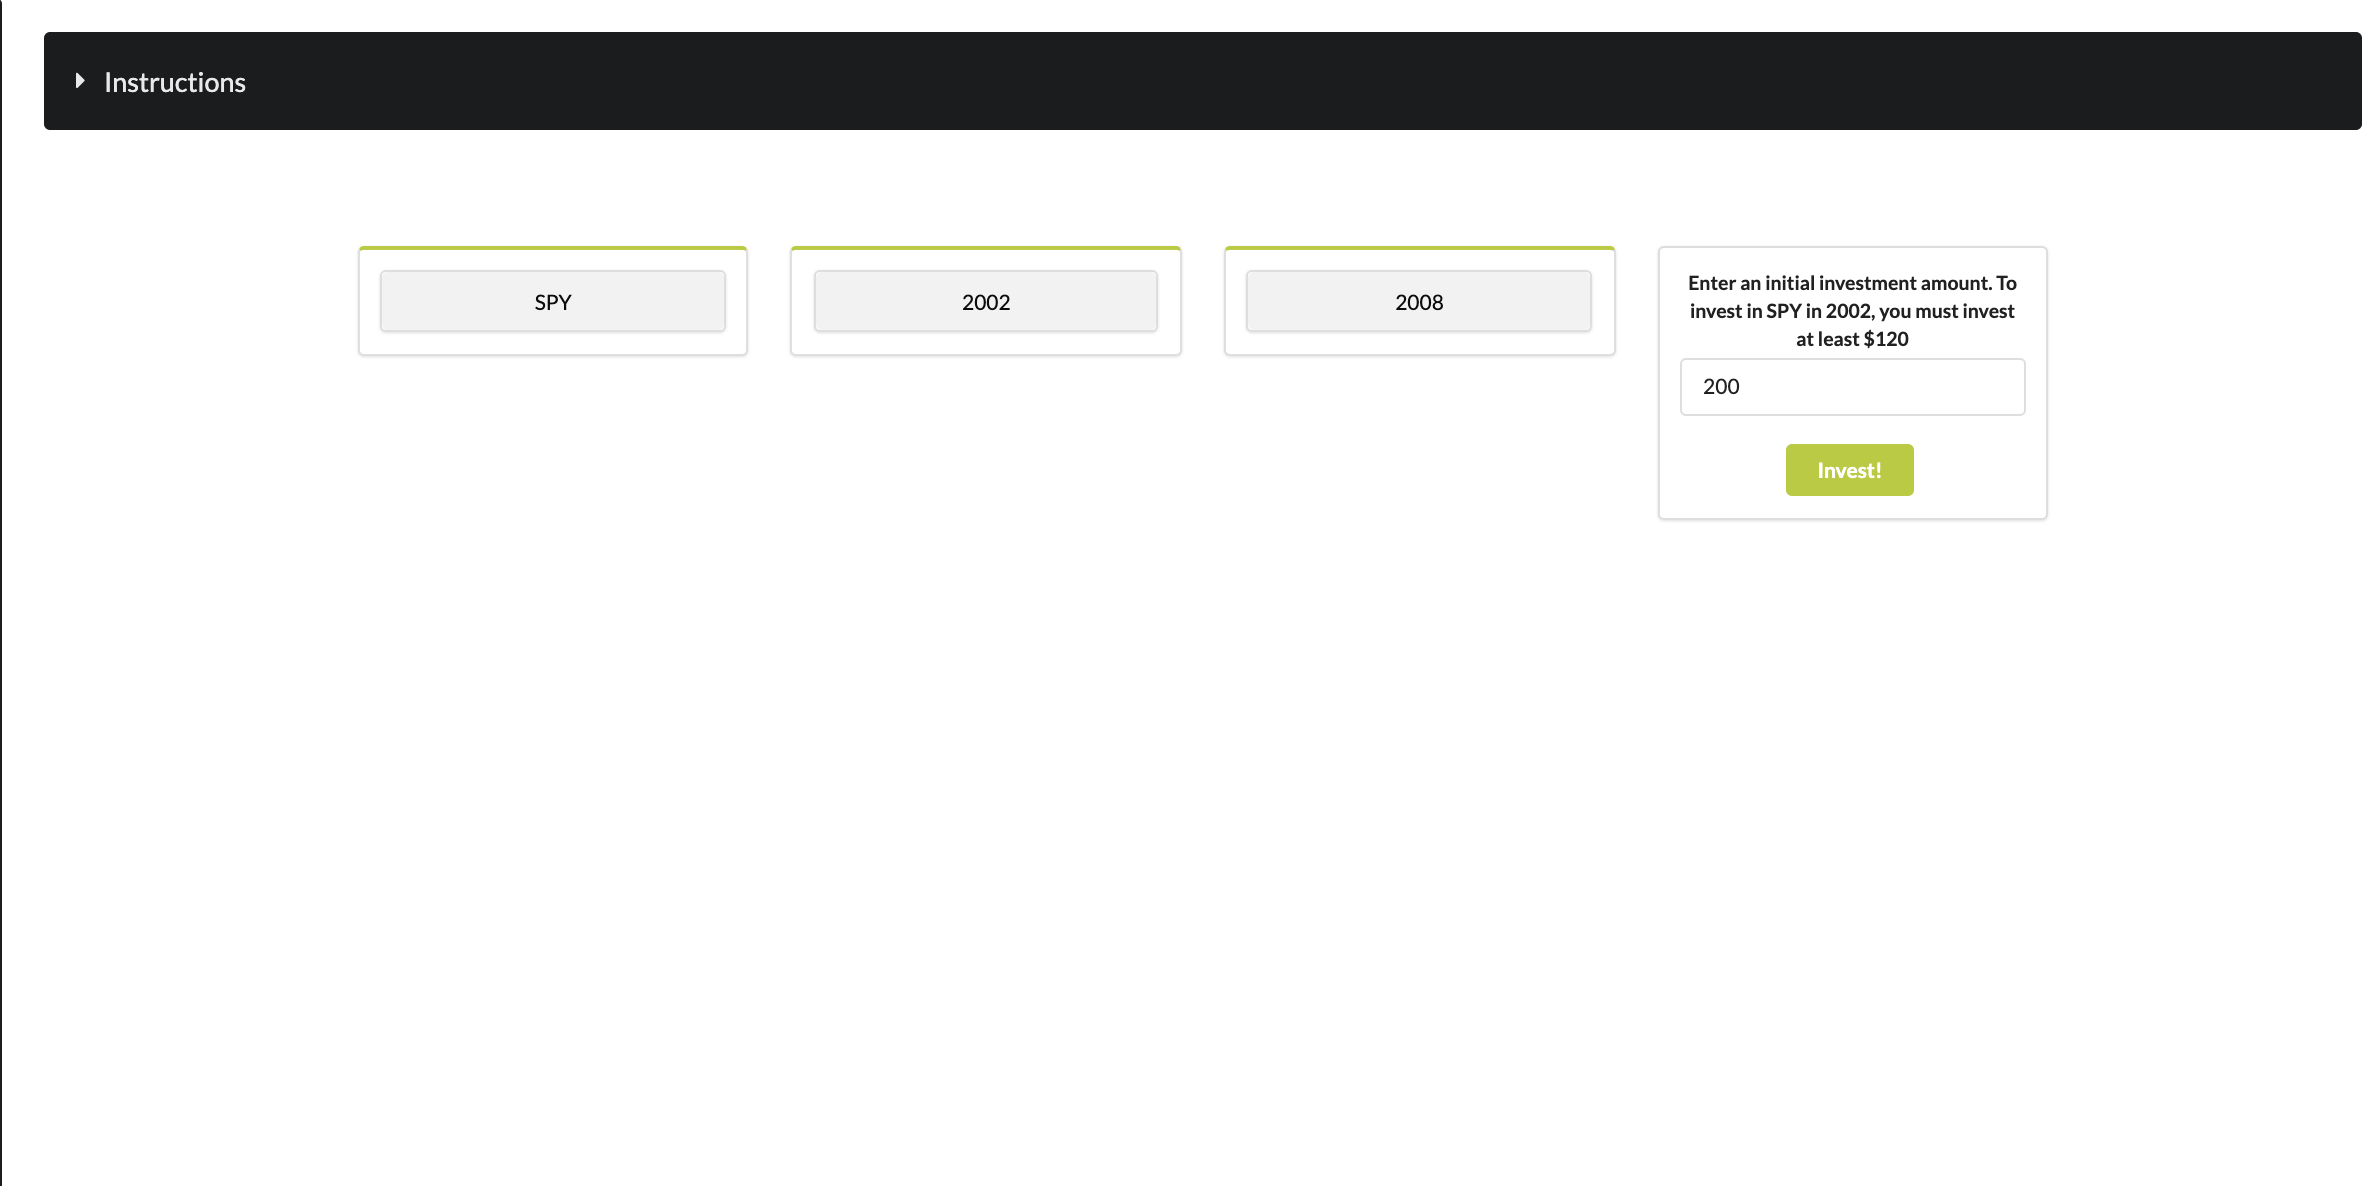 Instructions
SPY
2002
2008
Enter an initial investment amount. To
invest in SPY in 2002, you must invest
at least $120
200
Invest!